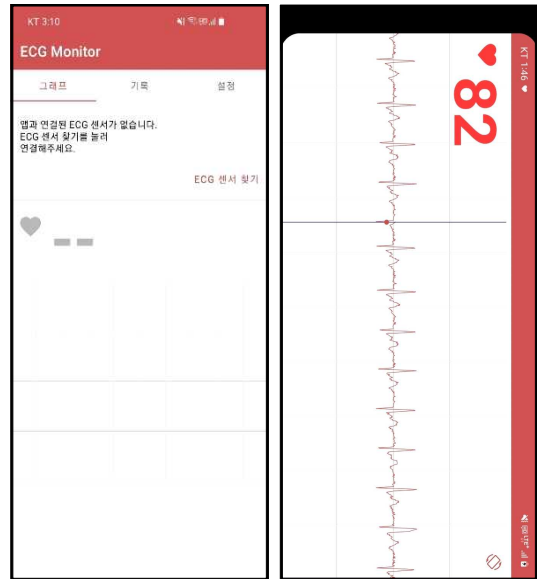 KT 3:10
ECG Monitor
그래프
기록
설정
앱과 연결된 ECG 센서가 없습니다.
ECG 센서 찾기를 눌러
연결해주세요.
ECG 센서 찾기
--
KT 1:46
82